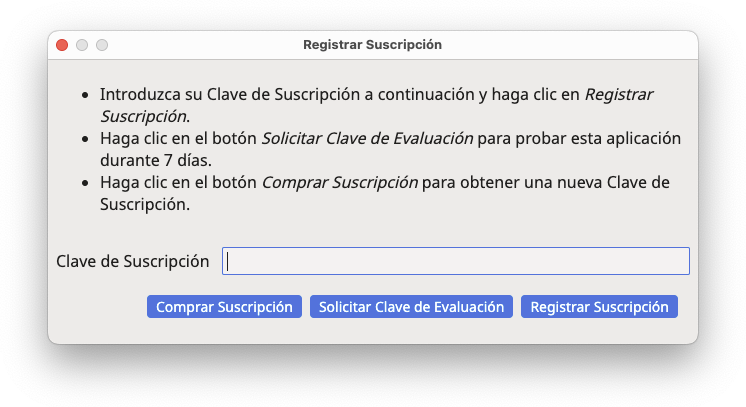 Registrar Suscripción
• Introduzca su Clave de Suscripción a continuación y haga clic en Registrar
Suscripción.
• Haga clic en el botón Solicitar Clave de Evaluación para probar esta aplicación
durante 7 días.
• Haga clic en el botón Comprar Suscripción para obtener una nueva Clave de
Suscripción.
Clave de Suscripción
Comprar Suscripción Solicitar Clave de Evaluación Registrar Suscripción